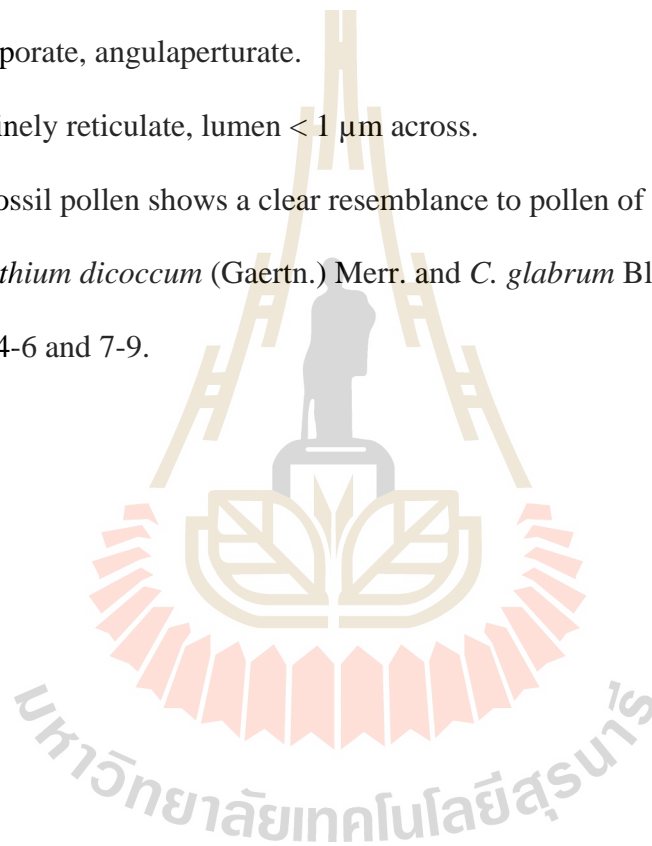 porate, angulaperturate.
inely reticulate, lumen < 1 µm across.
ossil pollen shows a clear resemblance to pollen of
thium dicoccum (Gaertn.) Merr. and C. glabrum Bl
4-6 and 7-9.
มหาวิทยาลัยเทคโนโลยีสุรนารี